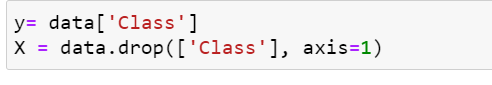 y= data['Class']
X = data.drop(['Class'], axis=1)